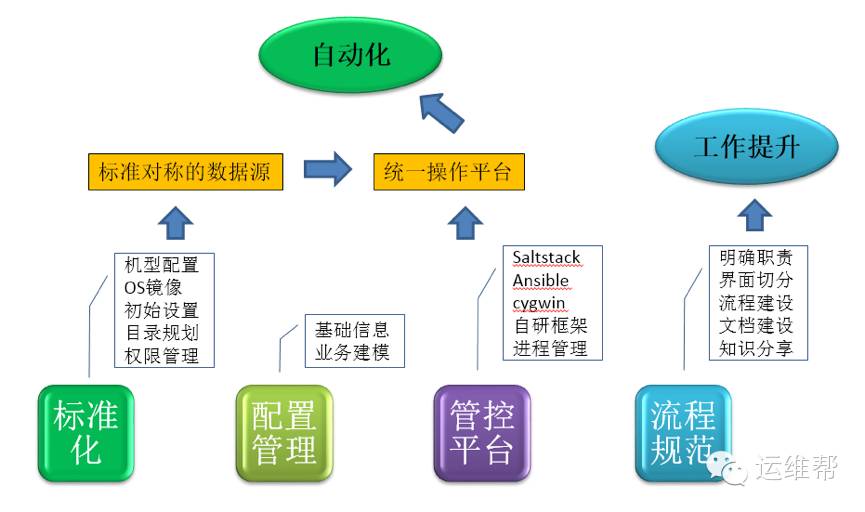 自动化
工作提升
标准对称的数据源
统一操作平台
机型配置
OS镜像
初始设置
目录规划
权限管理
基础信息
业务建模
Saltstack
Ansible
cygwin
自研框架
进程管理
明确职责
界面切分
流程建设
文档建设
知识分享
标准
化
配置
管理
管控
平台
流程
规范
运维帮